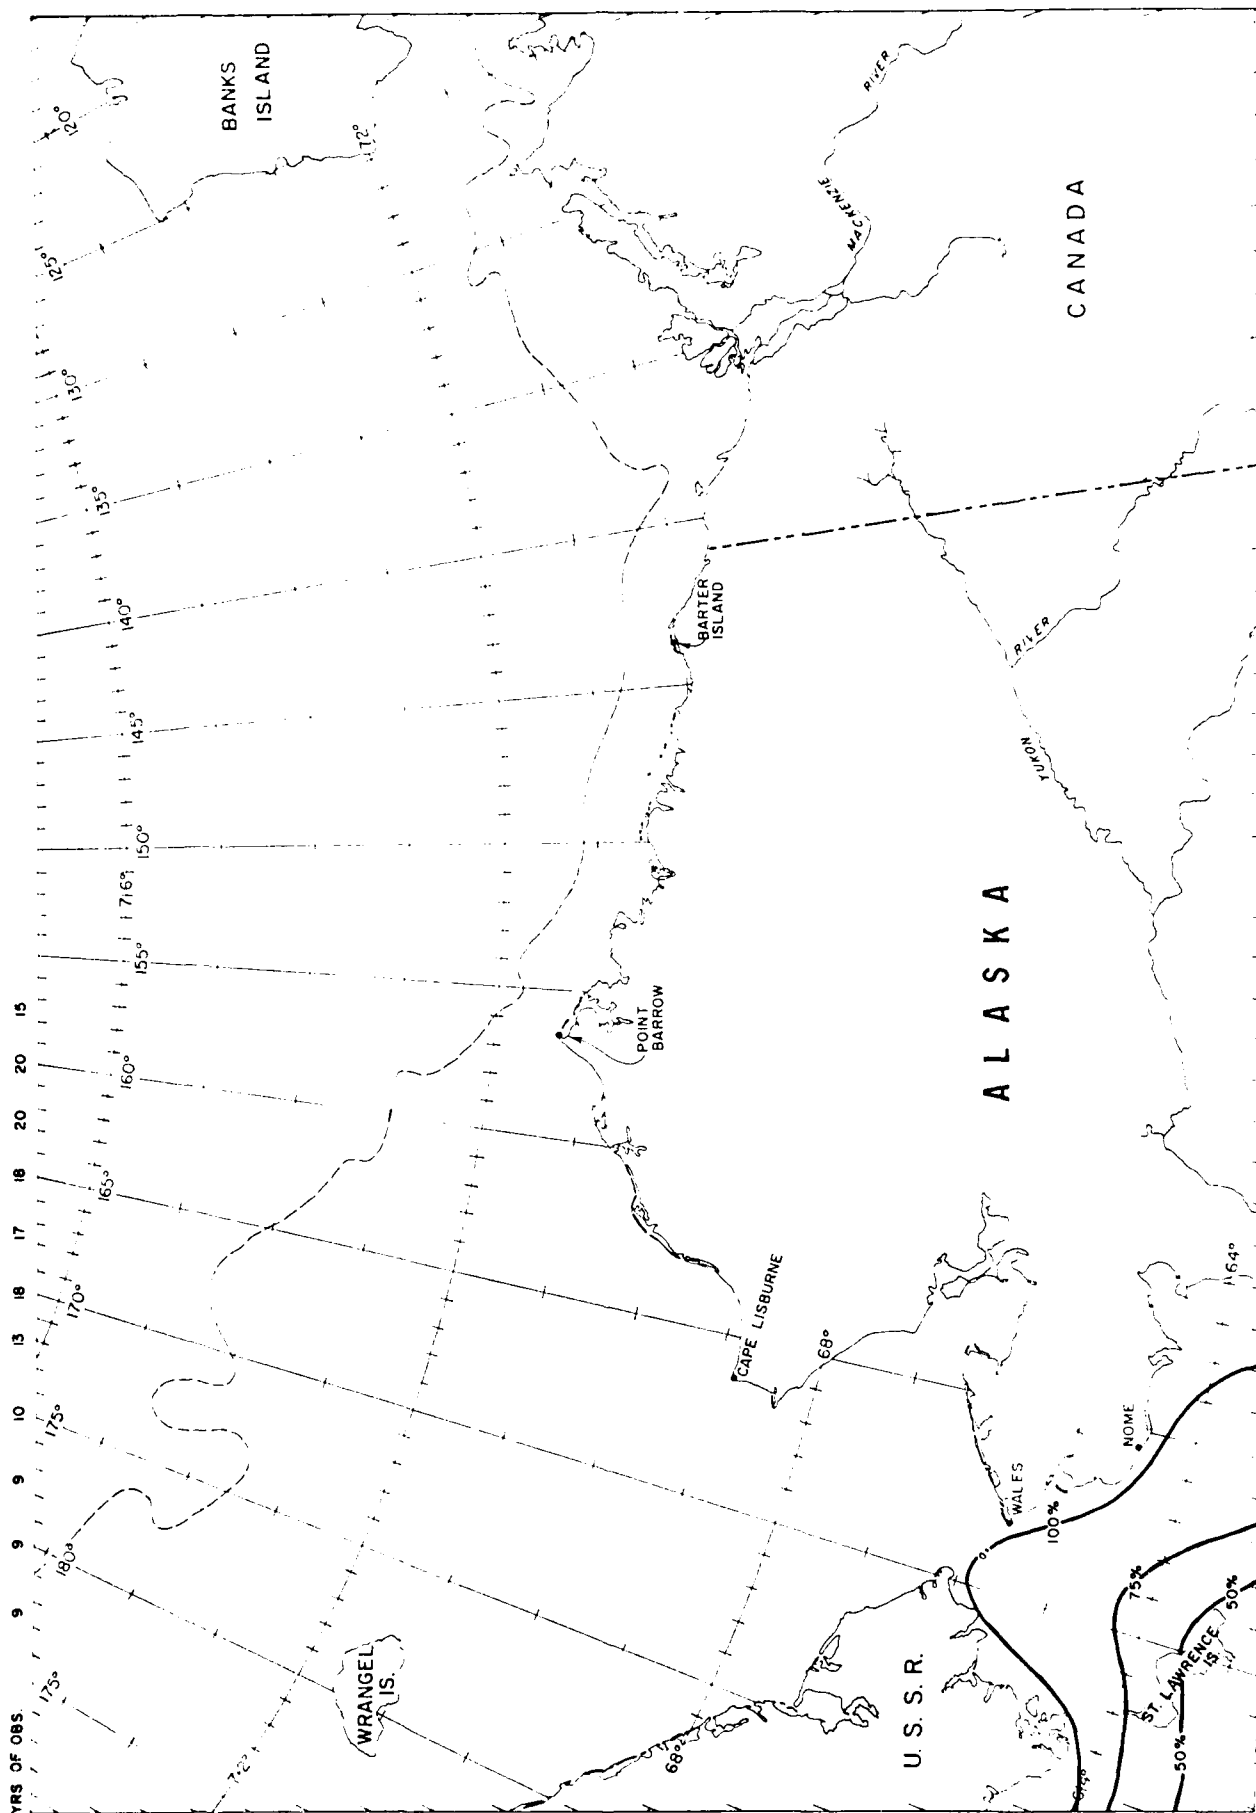 YRS OF OBS.
9
9
9
10
13
18
17
18
20
20
15
175°
180°
175°
170°
165°
160°
155°
150°
145°
140°
135°
130°
125°
120°
72°
72°
68°
68°
64°
BANKS
ISLAND
WRANGEL
IS.
U.S.S.R.
ST. LAWRENCE
IS.
CAPE LISBURNE
POINT
BARROW
BARTER
ISLAND
MACKENZIE
RIVER
CANADA
YUKON
RIVER
ALASKA
WALES
NOME
100%
75%
50%
50%